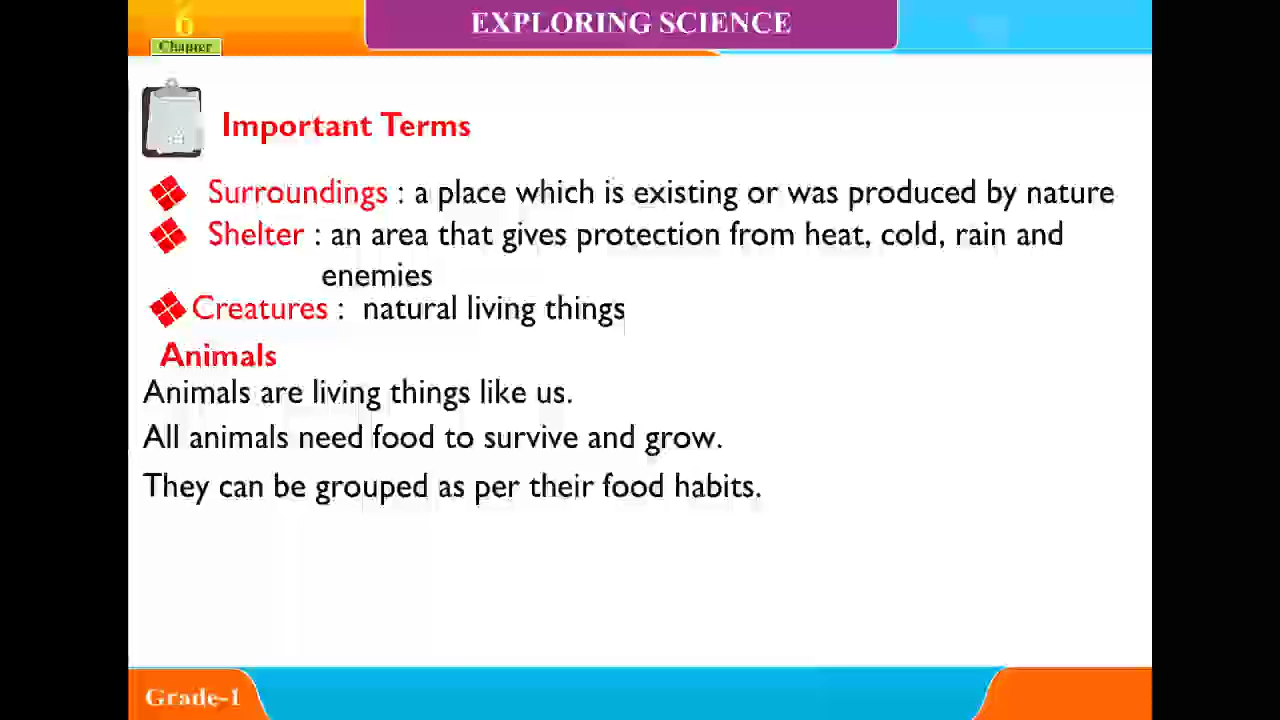 6
Chapter
EXPLORING SCIENCE
Important Terms
Surroundings : a place which is existing or was produced by nature
Shelter : an area that gives protection from heat, cold, rain and
enemies
Creatures : natural living things
Animals
Animals are living things like us.
All animals need food to survive and grow.
They can be grouped as per their food habits.
Grade-1